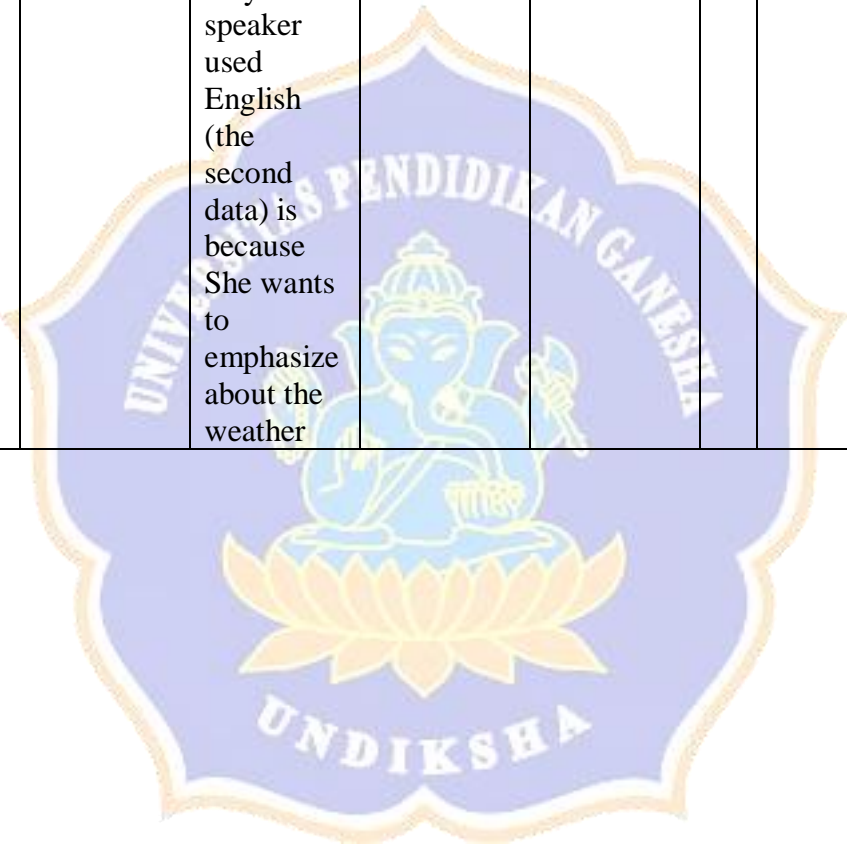 speaker
used
English
(the
second
data) is
because
She wants
to
emphasize
about the
weather
UNIVERSITAS PENDIDIKAN GANESHA
UNDIKSHA